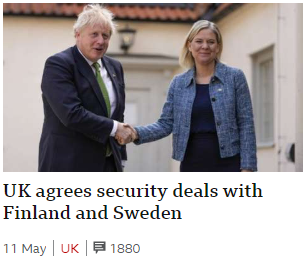 UK agrees security deals with
Finland and Sweden
11 May | UK | 1880